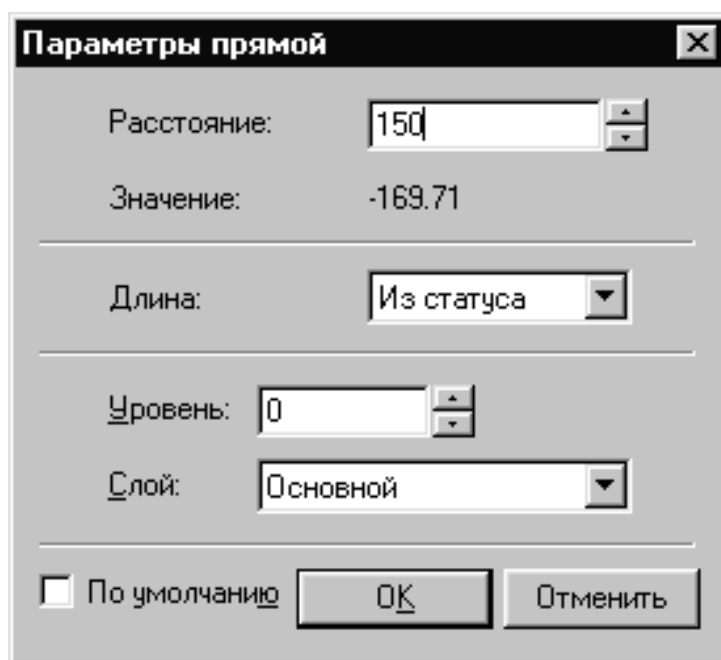 Параметры прямой
Расстояние: 150
Значение: -169.71
Длина: Из статуса
Уровень: 0
Слой: Основной
По умолчанию OK Отменить